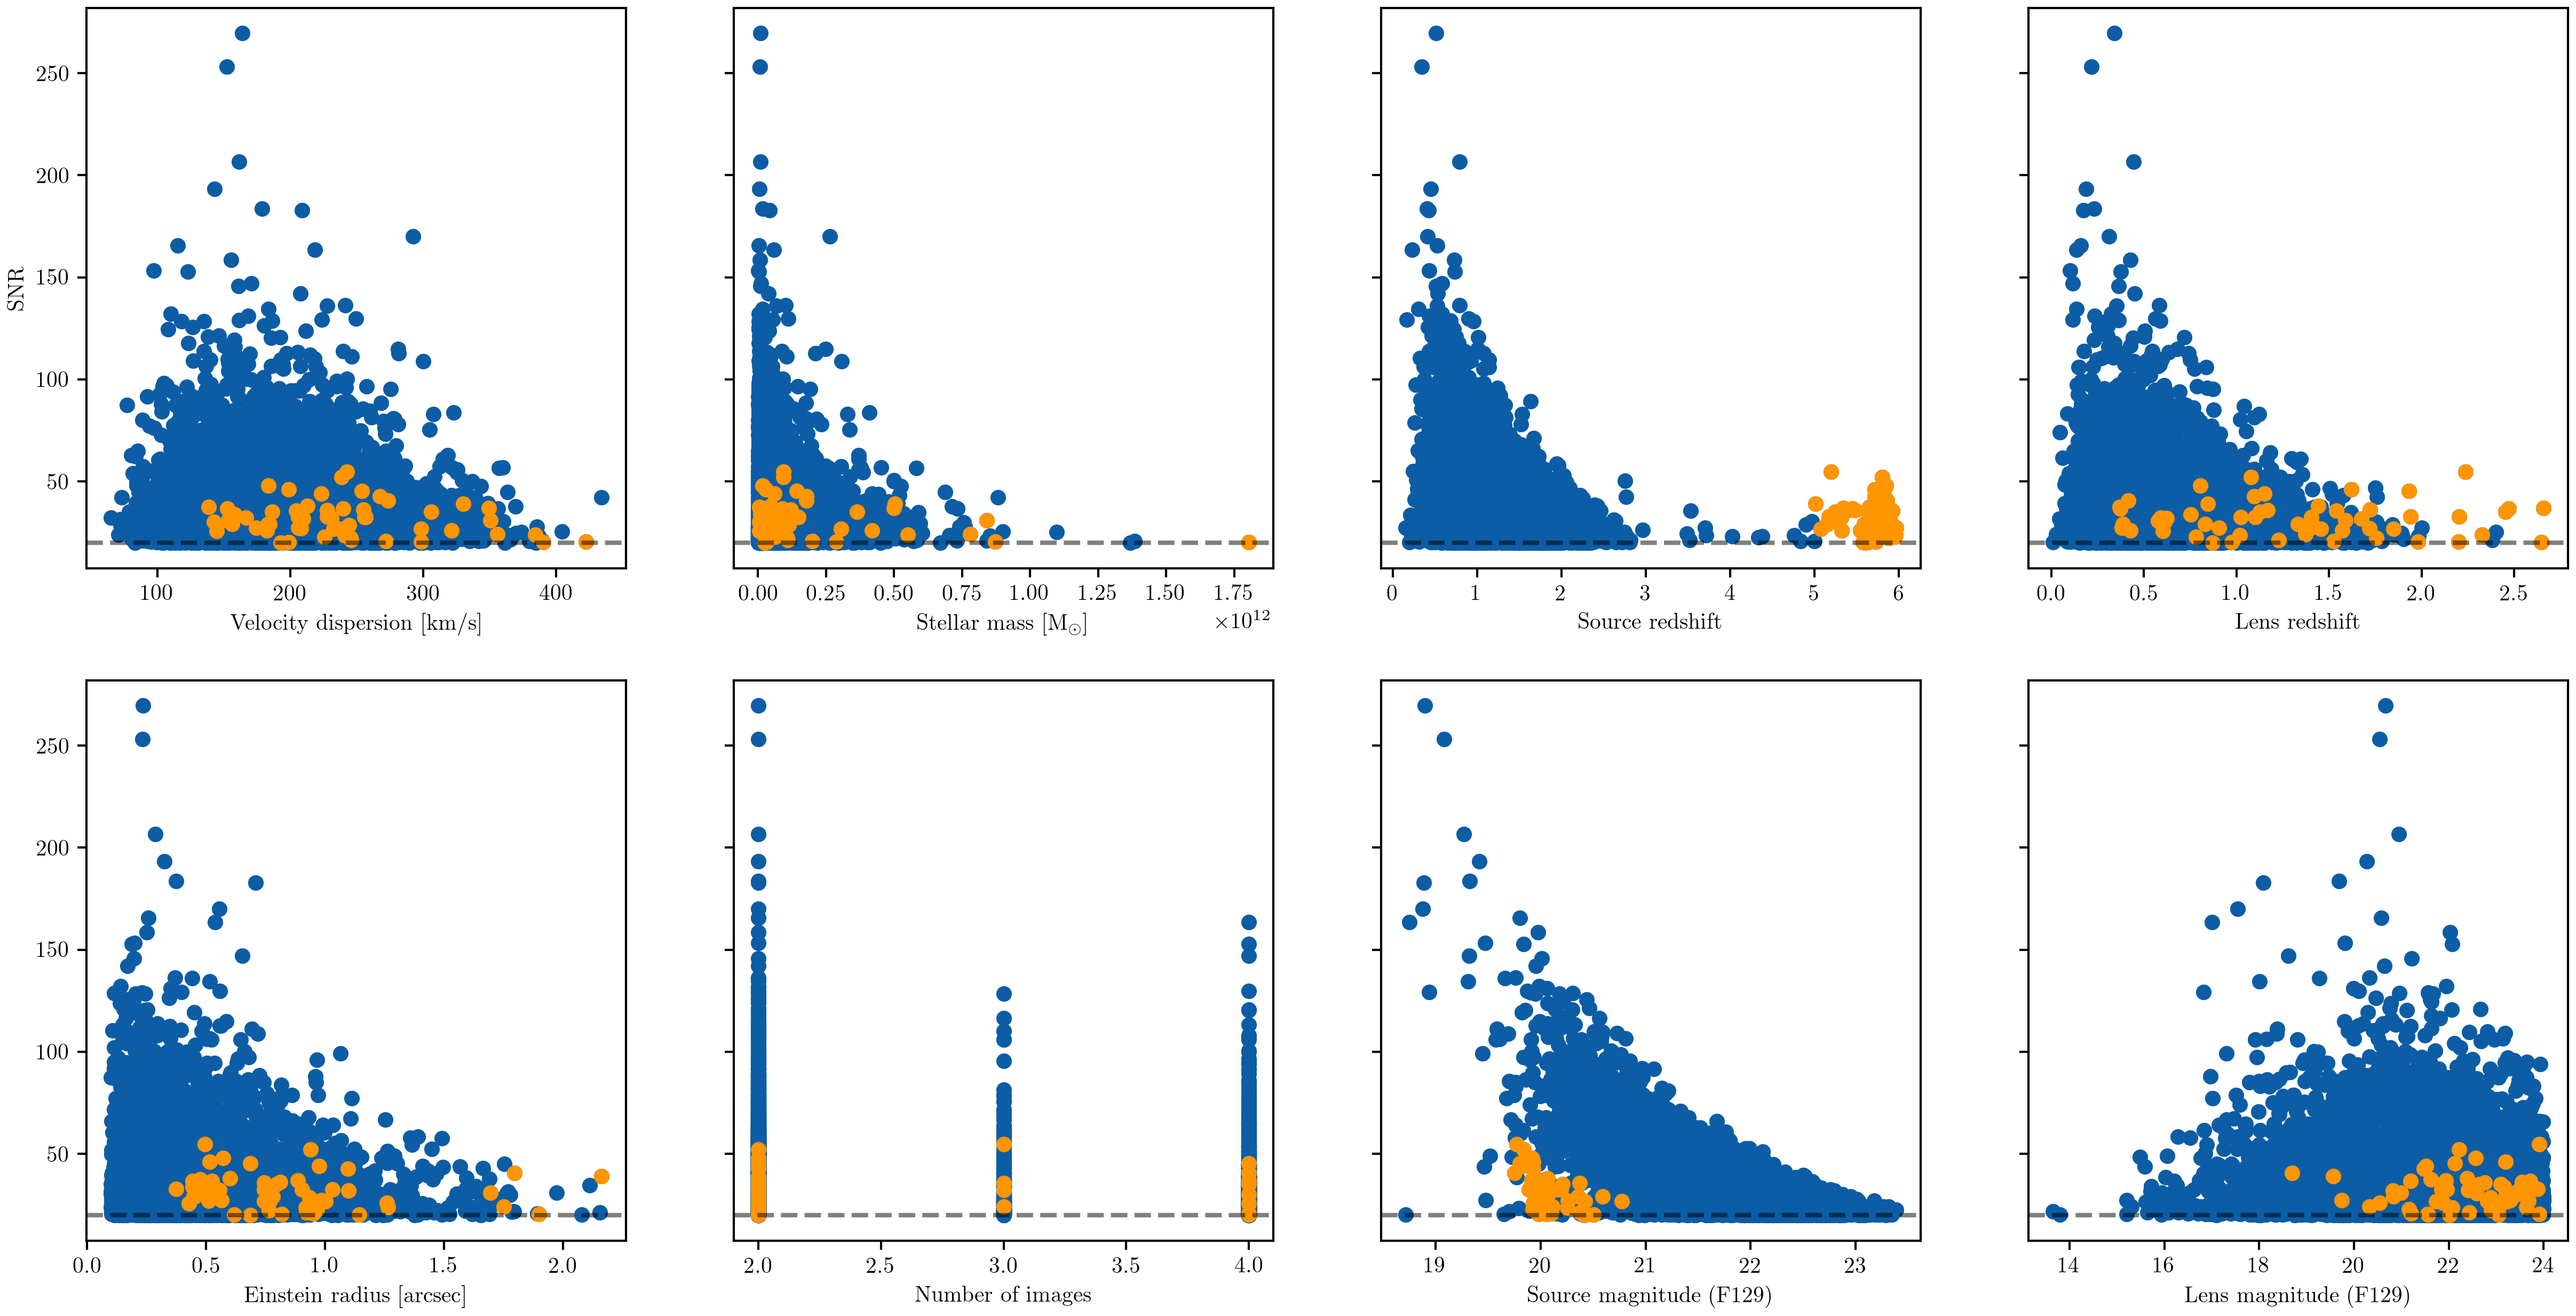 SNR
250
200
150
100
50
100 200 300 400
Velocity dispersion [km/s]
0.00 0.25 0.50 0.75 1.00 1.25 1.50 1.75
Stellar mass [M⊙]
×10¹²
0 1 2 3 4 5 6
Source redshift
0.0 0.5 1.0 1.5 2.0 2.5
Lens redshift
250
200
150
100
50
0.0 0.5 1.0 1.5 2.0
Einstein radius [arcsec]
2.0 2.5 3.0 3.5 4.0
Number of images
19 20 21 22 23
Source magnitude (F129)
14 16 18 20 22 24
Lens magnitude (F129)